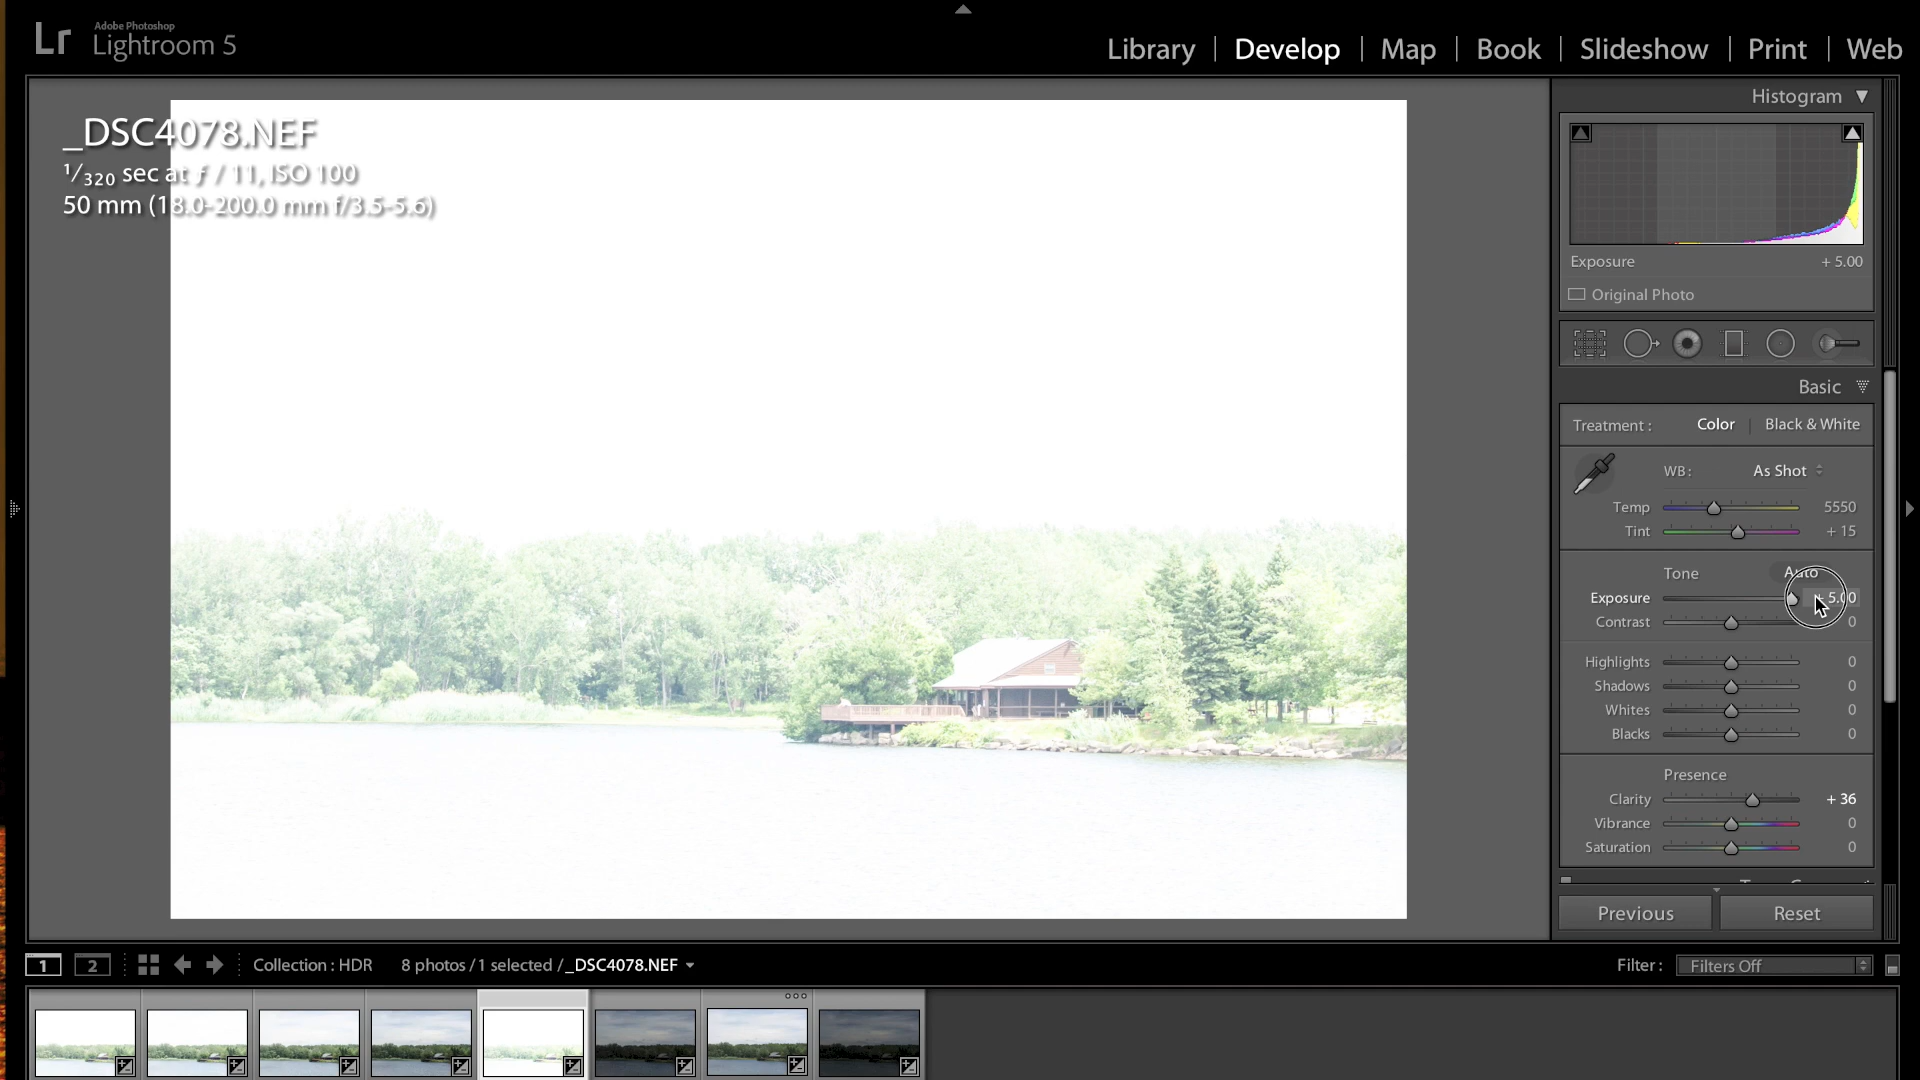 Lr Adobe Photoshop
Lightroom 5
Library | Develop | Map | Book | Slideshow | Print | Web
_DSC4078.NEF
1/320 sec at f / 11, ISO 100
50 mm (18.0-200.0 mm f/3.5-5.6)
Histogram
Exposure + 5.00
Original Photo
Basic
Treatment : Color | Black & White
WB : As Shot
Temp 5550
Tint + 15
Tone Auto
Exposure + 5.00
Contrast 0
Highlights 0
Shadows 0
Whites 0
Blacks 0
Presence
Clarity + 36
Vibrance 0
Saturation 0
Previous Reset
1 2 Collection : HDR 8 photos / 1 selected / _DSC4078.NEF Filter : Filters Off